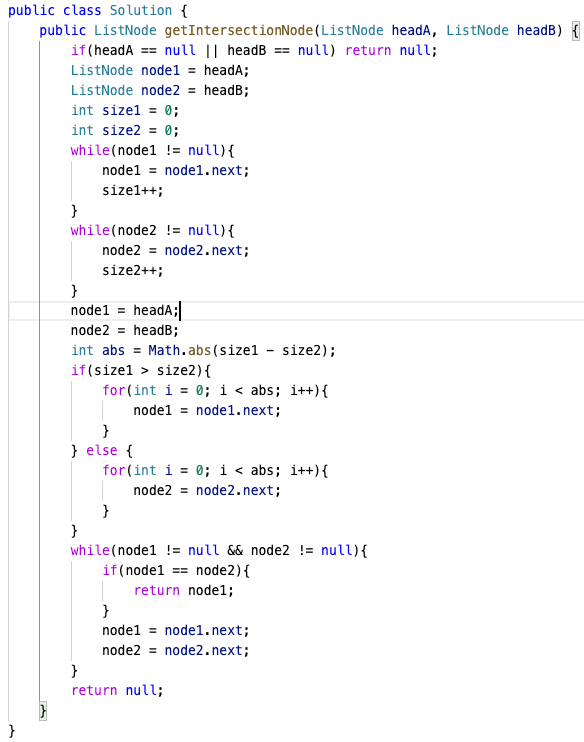 public class Solution {
    public ListNode getIntersectionNode(ListNode headA, ListNode headB) {
        if(headA == null || headB == null) return null;
        ListNode node1 = headA;
        ListNode node2 = headB;
        int size1 = 0;
        int size2 = 0;
        while(node1 != null){
            node1 = node1.next;
            size1++;
        }
        while(node2 != null){
            node2 = node2.next;
            size2++;
        }
        node1 = headA;
        node2 = headB;
        int abs = Math.abs(size1 - size2);
        if(size1 > size2){
            for(int i = 0; i < abs; i++){
                node1 = node1.next;
            }
        } else {
            for(int i = 0; i < abs; i++){
                node2 = node2.next;
            }
        }
        while(node1 != null && node2 != null){
            if(node1 == node2){
                return node1;
            }
            node1 = node1.next;
            node2 = node2.next;
        }
        return null;
    }
}